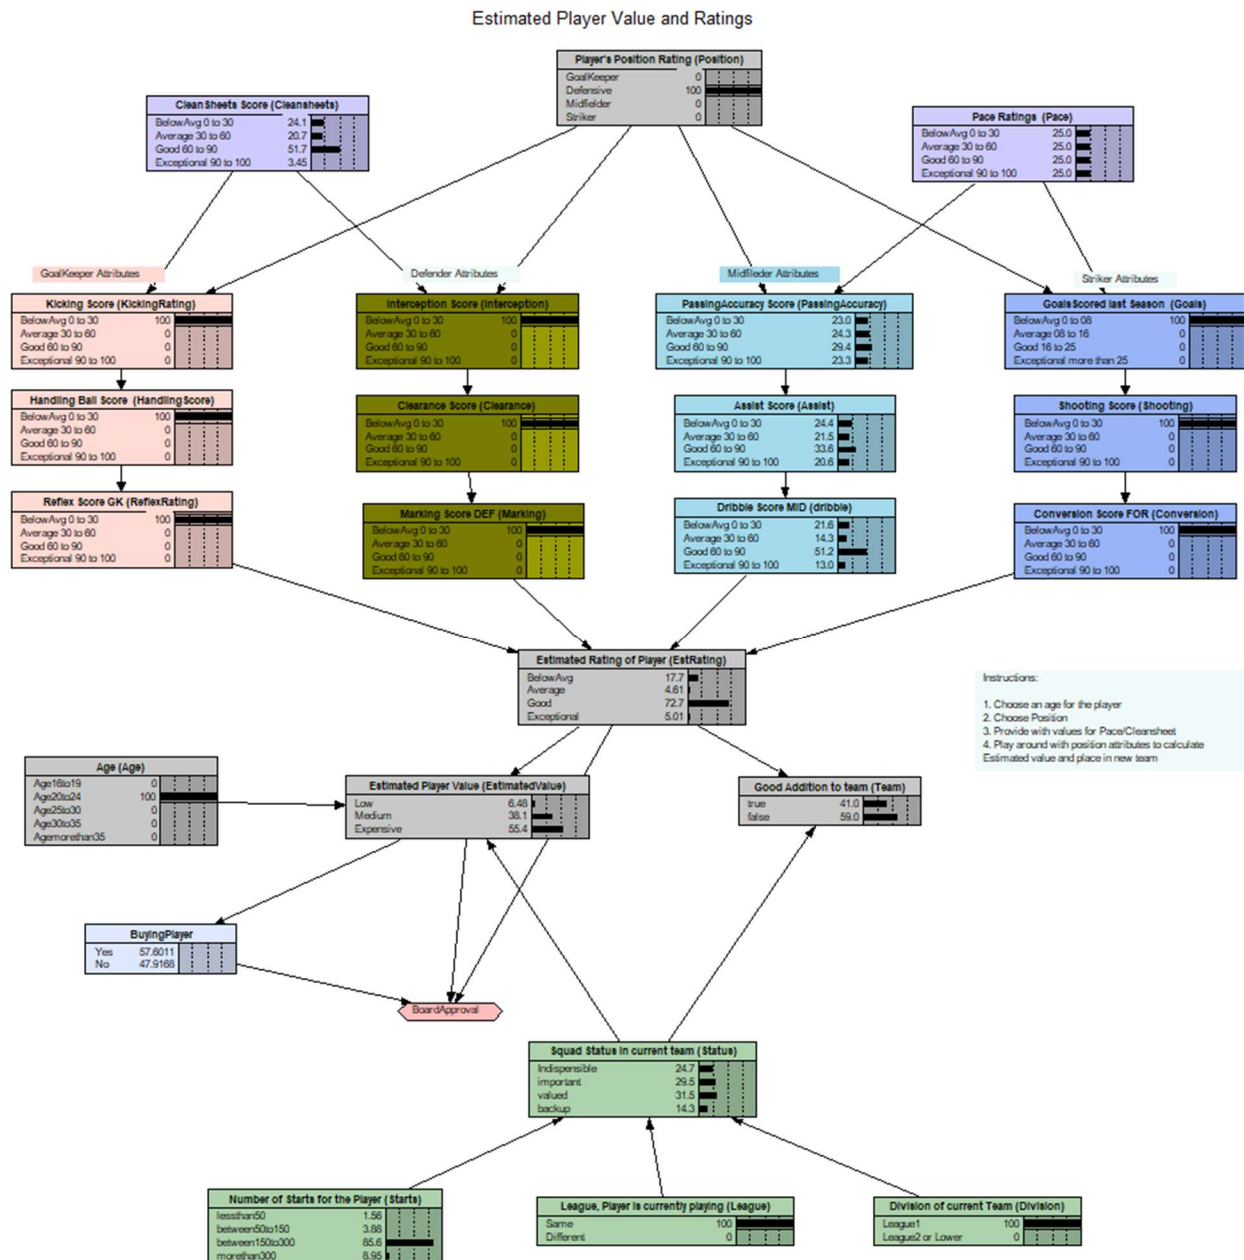 Estimated Player Value and Ratings
Player's Position Rating (Position)
GoalKeeper 0
Defensive 100
Midfielder 0
Striker 0
CleanSheets Score (Cleansheets)
BelowAvg 0 to 30 24.1
Average 30 to 60 20.7
Good 60 to 90 51.7
Exceptional 90 to 100 3.45
Pace Ratings (Pace)
BelowAvg 0 to 30 25.0
Average 30 to 60 25.0
Good 60 to 90 25.0
Exceptional 90 to 100 25.0
GoalKeeper Attributes
Defender Attributes
Midfileder Attributes
Striker Attributes
Kicking Score (KickingRating)
BelowAvg 0 to 30 100
Average 30 to 60 0
Good 60 to 90 0
Exceptional 90 to 100 0
Interception Score (Interception)
BelowAvg 0 to 30 100
Average 30 to 60 0
Good 60 to 90 0
Exceptional 90 to 100 0
PassingAccuracy Score (PassingAccuracy)
BelowAvg 0 to 30 23.0
Average 30 to 60 24.3
Good 60 to 90 29.4
Exceptional 90 to 100 23.3
GoalsScored last Season (Goals)
BelowAvg 0 to 08 100
Average 08 to 16 0
Good 16 to 25 0
Exceptional more than 25 0
Handling Ball Score (HandlingScore)
BelowAvg 0 to 30 100
Average 30 to 60 0
Good 60 to 90 0
Exceptional 90 to 100 0
Clearance Score (Clearance)
BelowAvg 0 to 30 100
Average 30 to 60 0
Good 60 to 90 0
Exceptional 90 to 100 0
Assist Score (Assist)
BelowAvg 0 to 30 24.4
Average 30 to 60 21.5
Good 60 to 90 33.6
Exceptional 90 to 100 20.6
Shooting Score (Shooting)
BelowAvg 0 to 30 100
Average 30 to 60 0
Good 60 to 90 0
Exceptional 90 to 100 0
Reflex Score GK (ReflexRating)
BelowAvg 0 to 30 100
Average 30 to 60 0
Good 60 to 90 0
Exceptional 90 to 100 0
Marking Score DEF (Marking)
BelowAvg 0 to 30 100
Average 30 to 60 0
Good 60 to 90 0
Exceptional 90 to 100 0
Dribble Score MID (dribble)
BelowAvg 0 to 30 21.6
Average 30 to 60 14.3
Good 60 to 90 51.2
Exceptional 90 to 100 13.0
Conversion Score FOR (Conversion)
BelowAvg 0 to 30 100
Average 30 to 60 0
Good 60 to 90 0
Exceptional 90 to 100 0
Estimated Rating of Player (EstRating)
BelowAvg 17.7
Average 4.61
Good 72.7
Exceptional 5.01
Instructions:
1. Choose an age for the player
2. Choose Position
3. Provide with values for Pace/Cleansheet
4. Play around with position attributes to calculate
Estimated value and place in new team
Age (Age)
Age16to19 0
Age20to24 100
Age25to30 0
Age30to35 0
Agemorethan35 0
Estimated Player Value (EstimatedValue)
Low 6.48
Medium 38.1
Expensive 55.4
Good Addition to team (Team)
true 41.0
false 59.0
BuyingPlayer
Yes 57.6011
No 47.9168
BoardApproval
Squad Status in current team (Status)
Indispensible 24.7
important 29.5
valued 31.5
backup 14.3
Number of Starts for the Player (Starts)
lessthan50 1.56
between50to150 3.88
between150to300 85.6
morethan300 8.95
League, Player is currently playing (League)
Same 100
Different 0
Division of current Team (Division)
League1 100
League2 or Lower 0